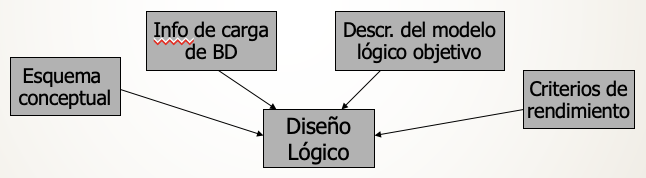 Esquema
conceptual
Info de carga
de BD
Descr. del modelo
lógico objetivo
Criterios de
rendimiento
Diseño
Lógico